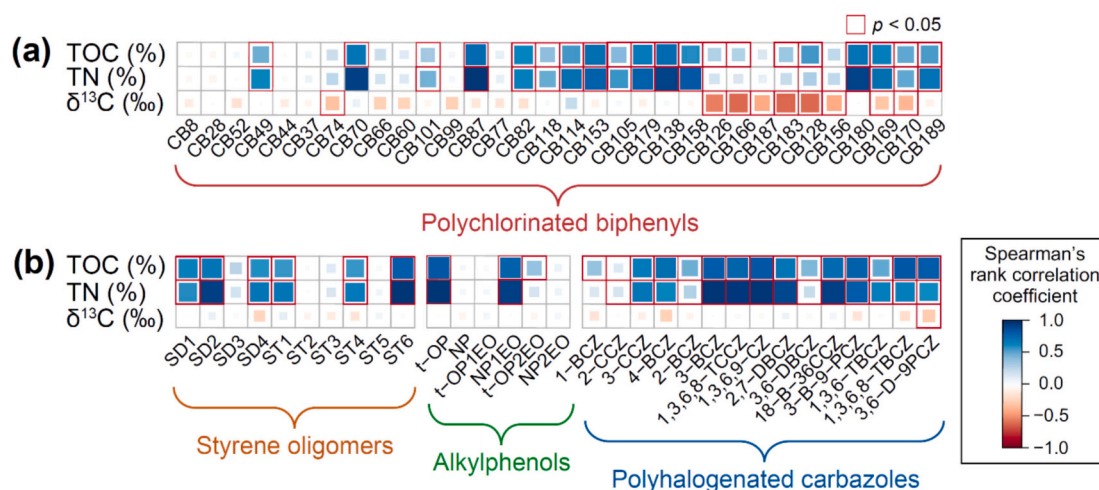 p < 0.05
(a)
TOC (%)
TN (%)
δ¹³C (‰)
CB8
CB28
CB52
CB49
CB44
CB37
CB74
CB70
CB66
CB60
CB101
CB99
CB87
CB77
CB82
CB118
CB114
CB153
CB105
CB179
CB138
CB158
CB126
CB166
CB187
CB183
CB128
CB156
CB180
CB169
CB170
CB189
Polychlorinated biphenyls
(b)
TOC (%)
TN (%)
δ¹³C (‰)
SD1
SD2
SD3
SD4
ST1
ST2
ST3
ST4
ST5
ST6
t–OP
NP
t–OP1EO
NP1EO
t–OP2EO
NP2EO
1–BCZ
2–CCZ
3–CCZ
4–BCZ
2–BCZ
3–BCZ
1,3,6,8–TCCZ
1,3,6,9–CZ
2,7–DBCZ
3,6–DBCZ
18–B–36CCZ
3–B–9–PCZ
1,3,6–TBCZ
1,3,6,8–TBCZ
3,6–D–9PCZ
Styrene oligomers
Alkylphenols
Polyhalogenated carbazoles
Spearman's
rank correlation
coefficient
1.0
0.5
0.0
−0.5
−1.0